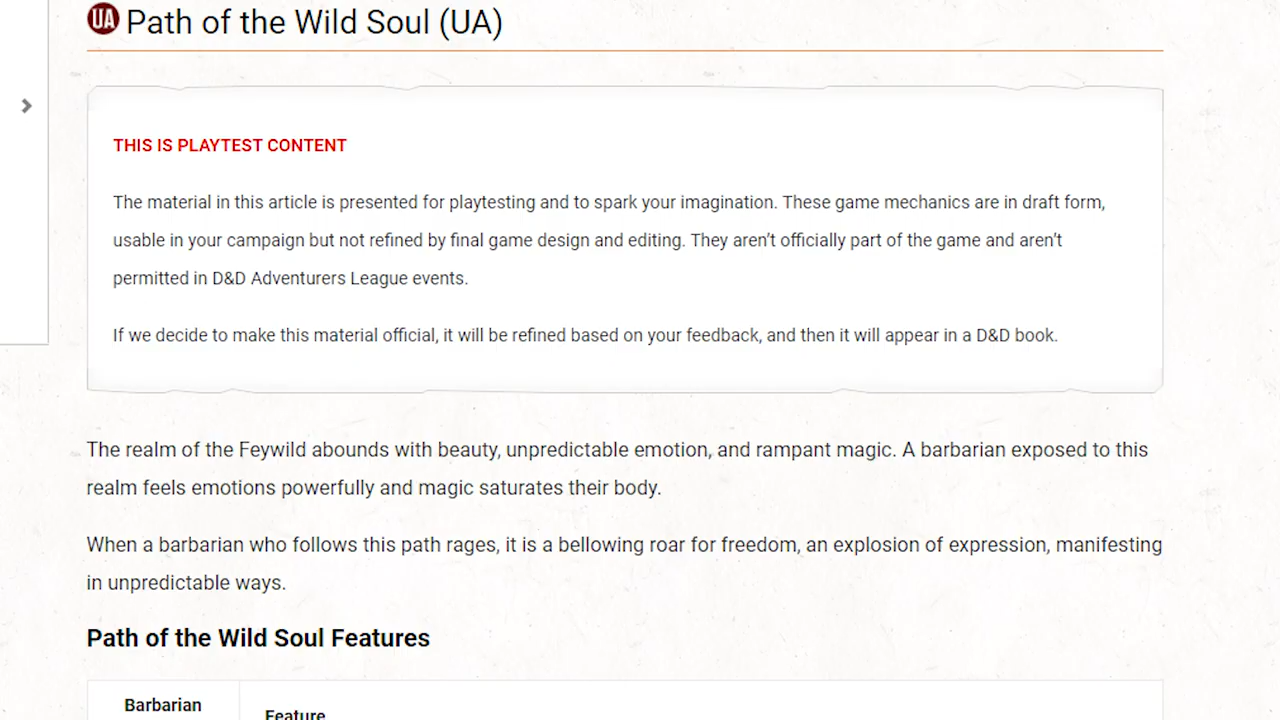 UA Path of the Wild Soul (UA)
THIS IS PLAYTEST CONTENT
The material in this article is presented for playtesting and to spark your imagination. These game mechanics are in draft form,
usable in your campaign but not refined by final game design and editing. They aren’t officially part of the game and aren’t
permitted in D&D Adventurers League events.
If we decide to make this material official, it will be refined based on your feedback, and then it will appear in a D&D book.
The realm of the Feywild abounds with beauty, unpredictable emotion, and rampant magic. A barbarian exposed to this
realm feels emotions powerfully and magic saturates their body.
When a barbarian who follows this path rages, it is a bellowing roar for freedom, an explosion of expression, manifesting
in unpredictable ways.
Path of the Wild Soul Features
Barbarian
Feature